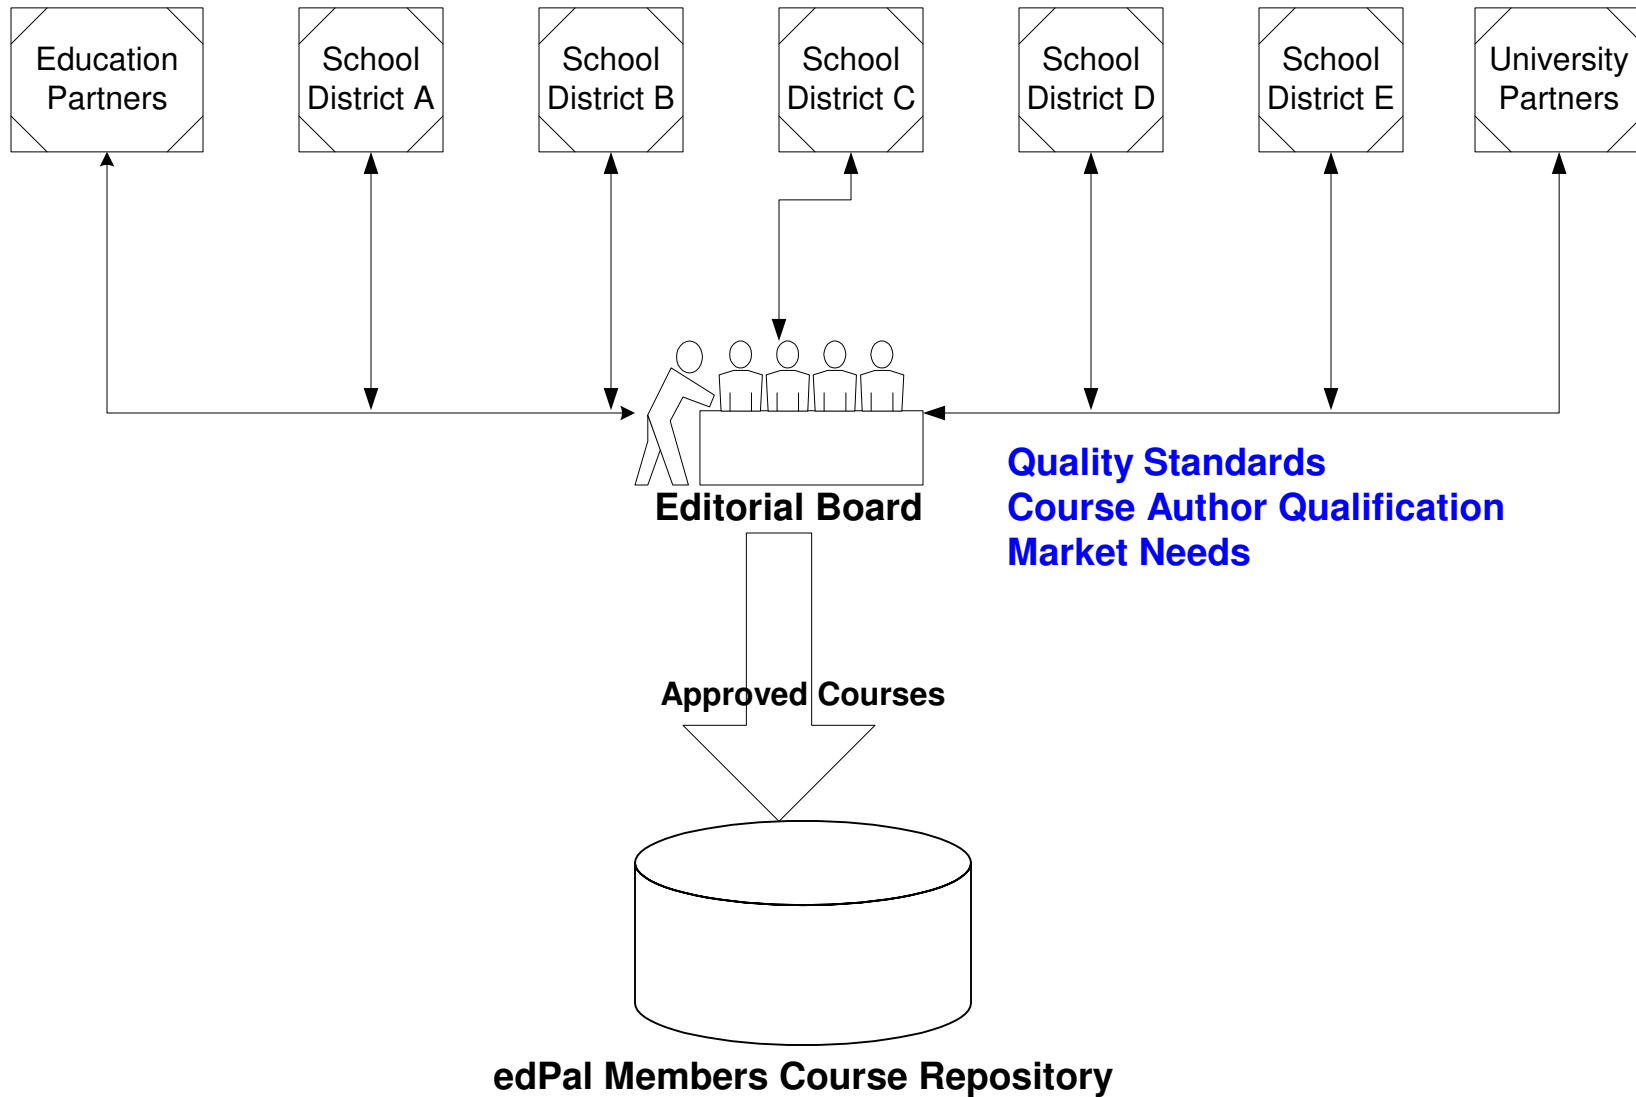 Education
Partners
School
District A
School
District B
School
District C
School
District D
School
District E
University
Partners
Editorial Board
Quality Standards
Course Author Qualification
Market Needs
Approved Courses
edPal Members Course Repository